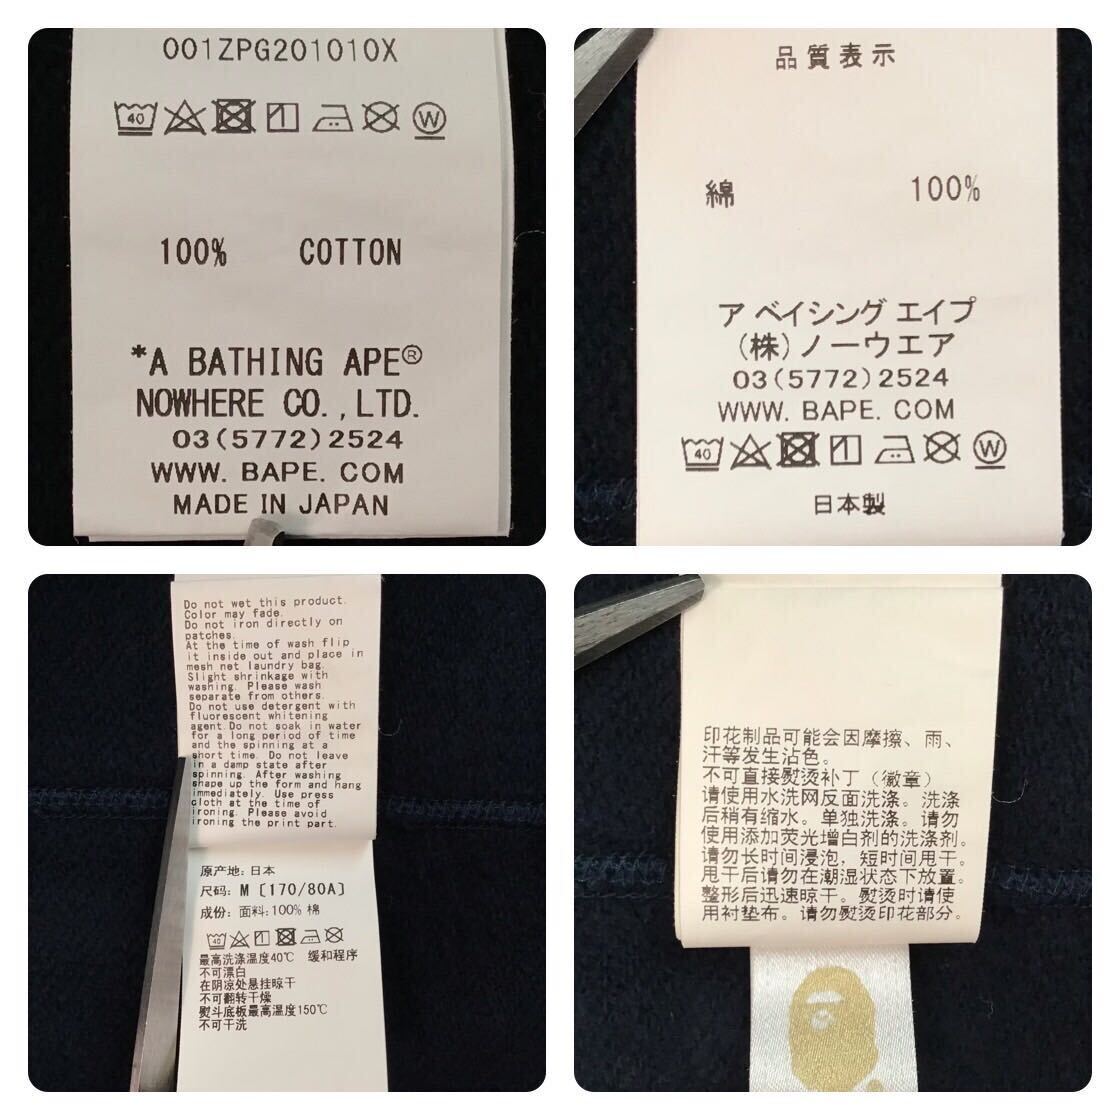 001ZPG201010X
40 W
100% COTTON
*A BATHING APE®
NOWHERE CO.,LTD.
03(5772)2524
WWW. BAPE. COM
MADE IN JAPAN
品質表示
綿 100%
ア ベイシング エイプ
(株)ノーウエア
03(5772)2524
WWW. BAPE. COM
40 W
日本製
Do not wet this product.
Color may fade.
Do not iron directly on
patches.
At the time of wash flip
it inside out and place in
mesh net laundry bag.
Slight shrinkage with
washing. Please wash
separate from others.
Do not use detergent with
fluorescent whitening
agent.Do not soak in water
for a long period of time
and the spinning at a
short time. Do not leave
in a damp state after
spinning. After washing
shape up the form and hang
immediately. Use press
cloth at the time of
ironing. Please avoid
ironing the print part.
原产地: 日本
尺码: M [170/80A]
成份: 面料:100% 棉
40
最高洗涤温度40℃ 缓和程序
不可漂白
在阴凉处悬挂晾干
不可翻转干燥
熨斗底板最高温度150℃
不可干洗
印花制品可能会因摩擦、雨、
汗等发生沾色。
不可直接熨烫补丁（徽章）
请使用水洗网反面洗涤。洗涤
后稍有缩水。单独洗涤。请勿
使用添加荧光增白剂的洗涤剂。
请勿长时间浸泡，短时间甩干。
甩干后请勿在潮湿状态下放置。
整形后迅速晾干。熨烫时请使
用衬垫布。请勿熨烫印花部分。